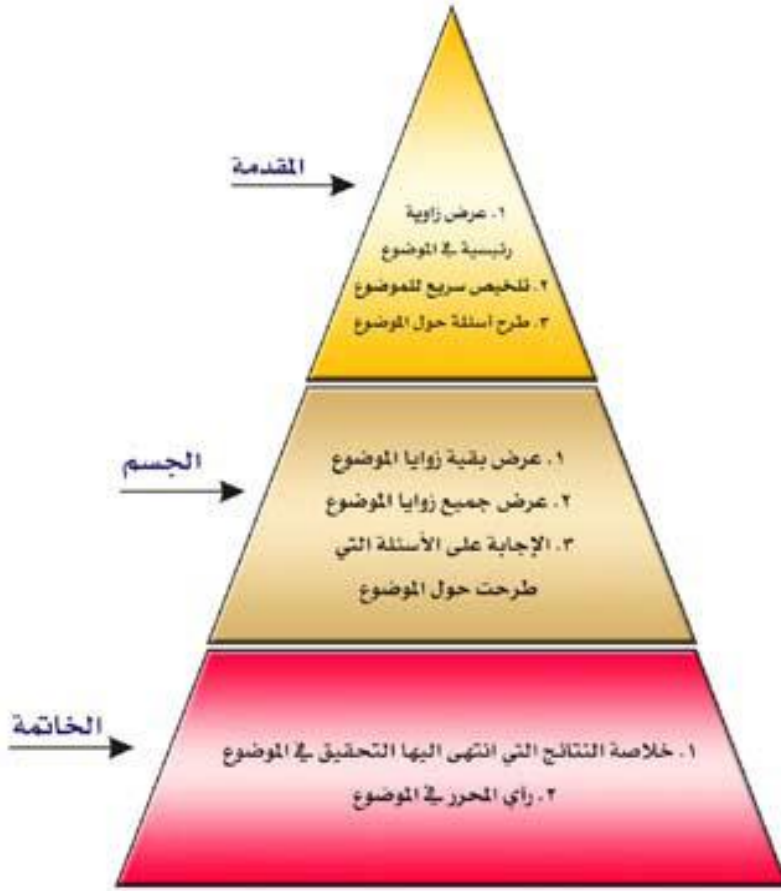 المقدمة
١. عرض زاوية
رئيسية في الموضوع
٢. تلخيص سريع للموضوع
٣. طرح أسئلة حول الموضوع
الجسم
١. عرض بقية زوايا الموضوع
٢. عرض جميع زوايا الموضوع
٣. الإجابة على الأسئلة التي
طرحت حول الموضوع
الخاتمة
١. خلاصة النتائج التي انتهى اليها التحقيق في الموضوع
٢. رأي المحرر في الموضوع